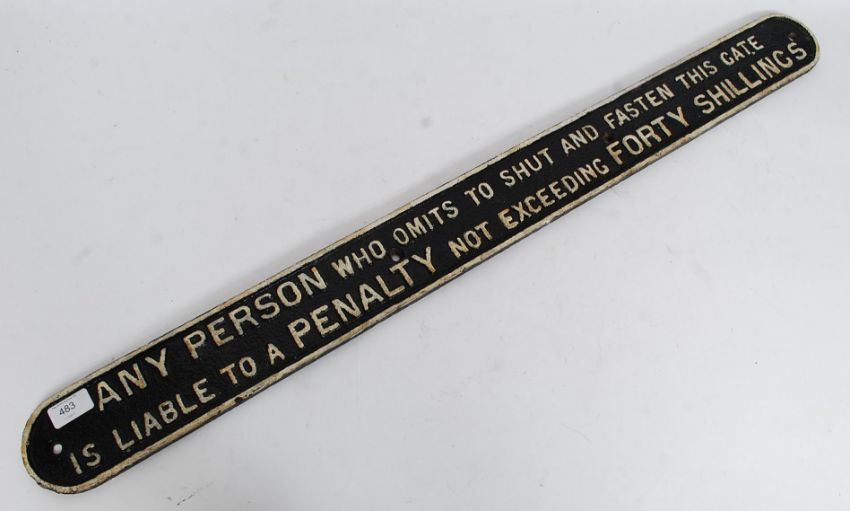 ANY PERSON WHO OMITS TO SHUT AND FASTEN THIS GATE
IS LIABLE TO A PENALTY NOT EXCEEDING FORTY SHILLINGS
483